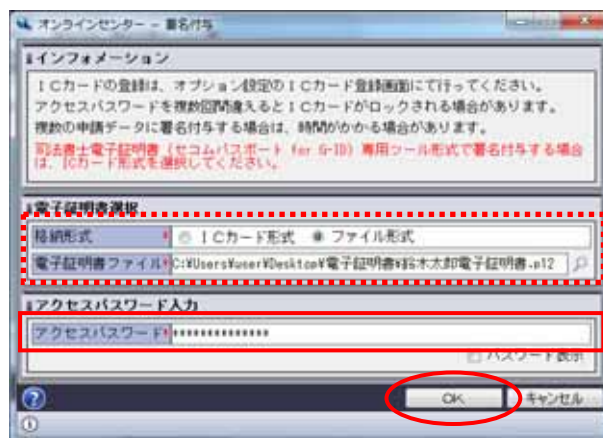 オンラインセンター － 署名付与
インフォメーション
ICカードの登録は、オプション設定のICカード登録画面にて行ってください。
アクセスパスワードを複数回間違えるとICカードがロックされる場合があります。
複数の申請データに署名付与する場合は、時間がかかる場合があります。
司法書士電子証明書（セコムパスポート for G-ID）専用ツール形式で署名付与する場合
は、ICカード形式を選択してください。
電子証明書選択
格納形式 * ICカード形式 ファイル形式
電子証明書ファイル * C:¥Users¥user¥Desktop¥電子証明書¥鈴木太郎電子証明書.p12
アクセスパスワード入力
アクセスパスワード * **************
パスワード表示
OK キャンセル